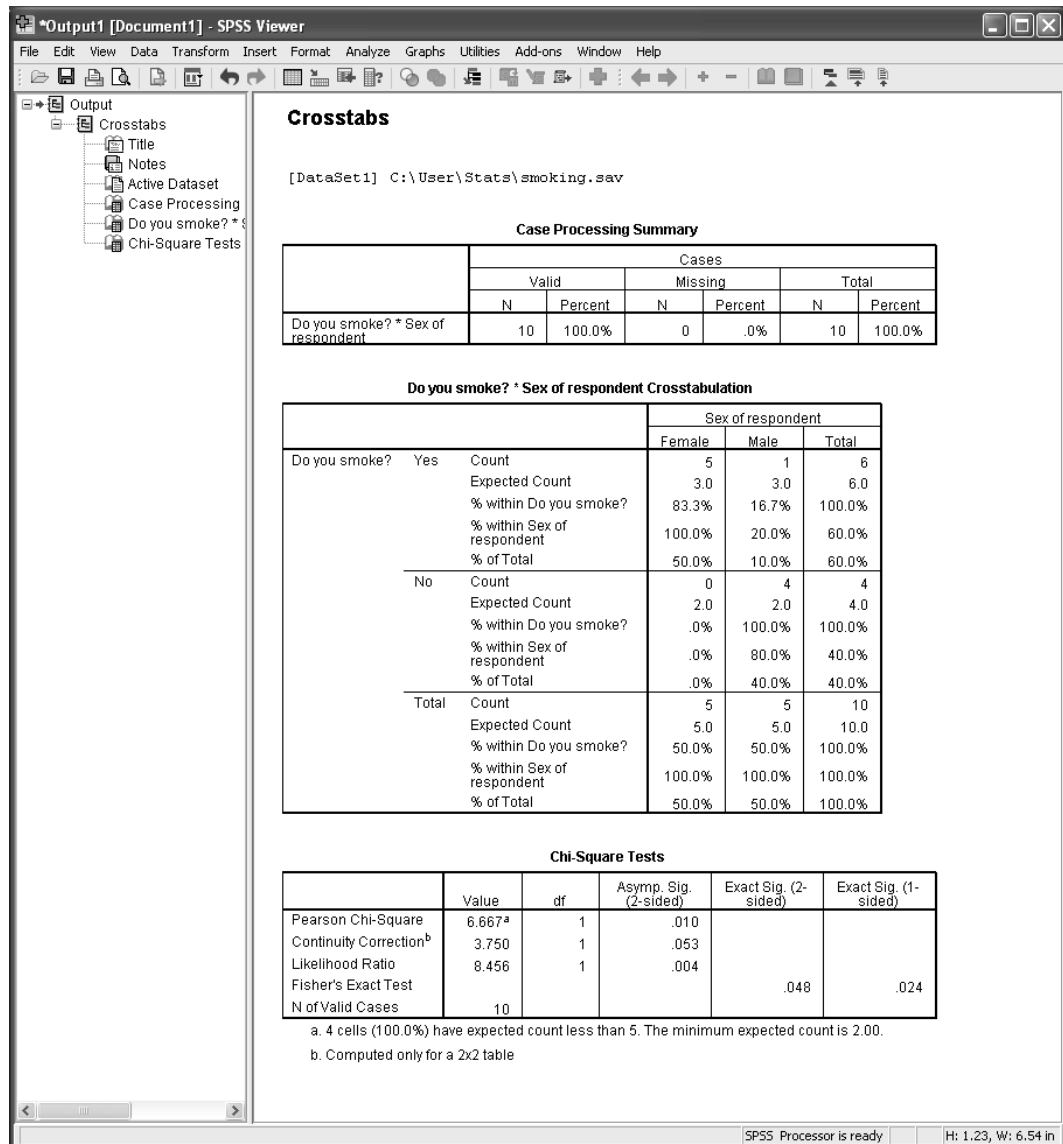 *Output1 [Document1] - SPSS Viewer
File Edit View Data Transform Insert Format Analyze Graphs Utilities Add-ons Window Help
Output
Crosstabs
Title
Notes
Active Dataset
Case Processing
Do you smoke? *
Chi-Square Tests
Crosstabs
[DataSet1] C:\User\Stats\smoking.sav
Case Processing Summary
Cases
Valid Missing Total
N Percent N Percent N Percent
Do you smoke? * Sex of respondent 10 100.0% 0 .0% 10 100.0%
Do you smoke? * Sex of respondent Crosstabulation
Sex of respondent
Female Male Total
Do you smoke? Yes Count 5 1 6
Expected Count 3.0 3.0 6.0
% within Do you smoke? 83.3% 16.7% 100.0%
% within Sex of respondent 100.0% 20.0% 60.0%
% of Total 50.0% 10.0% 60.0%
No Count 0 4 4
Expected Count 2.0 2.0 4.0
% within Do you smoke? .0% 100.0% 100.0%
% within Sex of respondent .0% 80.0% 40.0%
% of Total .0% 40.0% 40.0%
Total Count 5 5 10
Expected Count 5.0 5.0 10.0
% within Do you smoke? 50.0% 50.0% 100.0%
% within Sex of respondent 100.0% 100.0% 100.0%
% of Total 50.0% 50.0% 100.0%
Chi-Square Tests
Value df Asymp. Sig. (2-sided) Exact Sig. (2-sided) Exact Sig. (1-sided)
Pearson Chi-Square 6.667a 1 .010
Continuity Correctionb 3.750 1 .053
Likelihood Ratio 8.456 1 .004
Fisher's Exact Test .048 .024
N of Valid Cases 10
a. 4 cells (100.0%) have expected count less than 5. The minimum expected count is 2.00.
b. Computed only for a 2x2 table
SPSS Processor is ready H: 1.23, W: 6.54 in